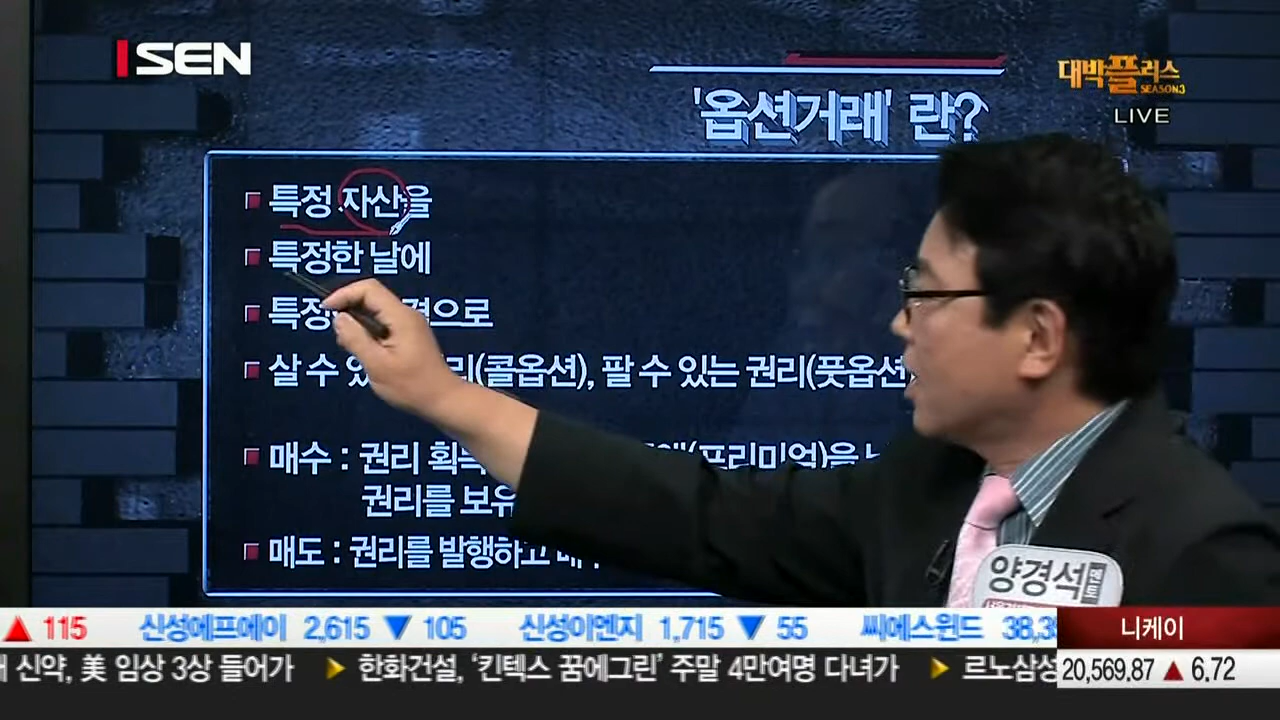 SEN
대박플러스
SEASON3
LIVE
'옵션거래' 란?
특정 자산을
특정한 날에
살 수 리(콜옵션), 팔 수 있는 권리(풋옵션
매수 : 권리 (프리미엄)을
권리를 보유
매도 : 권리를 발행하고
양경석
▲ 115 신성에프에이 2,615 ▼ 105 신성이엔지 1,715 ▼ 55 씨에스윈드
니케이
신약, 美 임상 3상 들어가 ▶ 한화건설, '킨텍스 꿈에그린' 주말 4만여명 다녀가 ▶ 르노삼성
20,569.87 ▲ 6.72